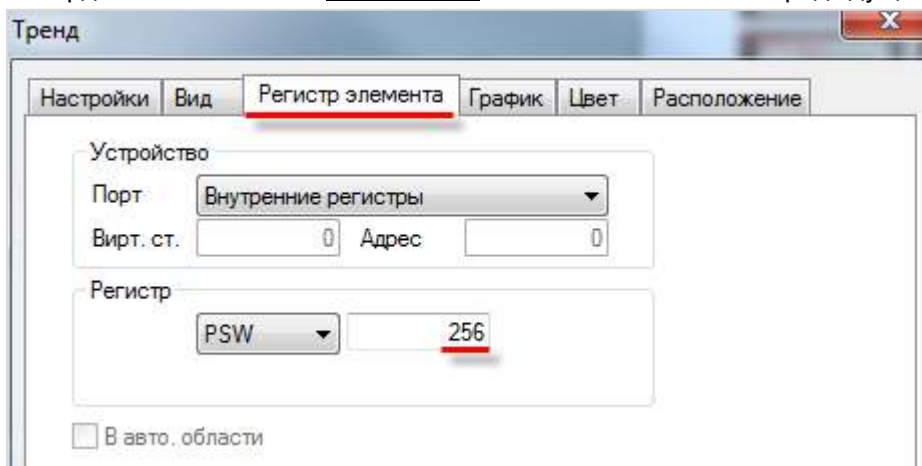 Тренд
Настройки Вид Регистр элемента График Цвет Расположение
Устройство
Порт Внутренние регистры
Вирт. ст. 0 Адрес 0
Регистр
PSW 256
В авто. области